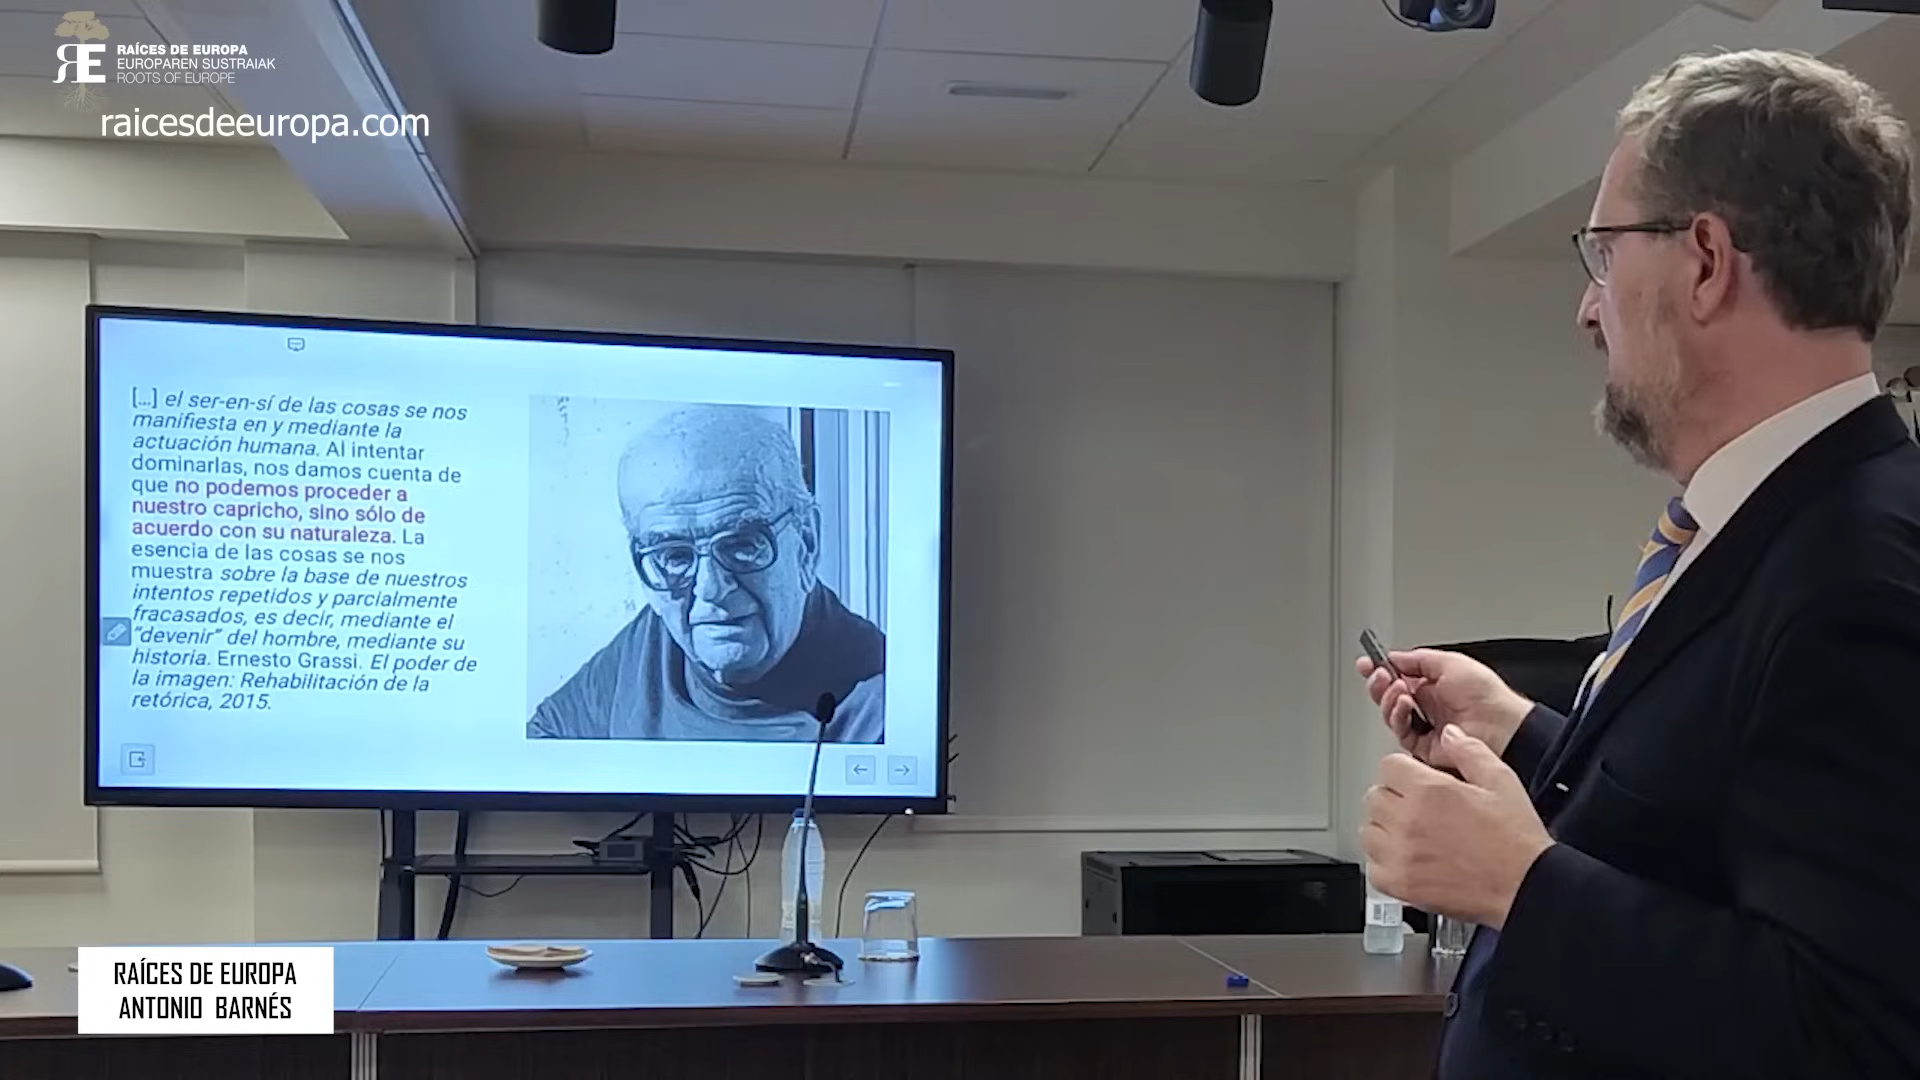 RAÍCES DE EUROPA
EUROPAREN SUSTRAIAK
ROOTS OF EUROPE
raicesdeeuropa.com
[...] el ser-en-sí de las cosas se nos
manifiesta en y mediante la
actuación humana. Al intentar
dominarlas, nos damos cuenta de
que no podemos proceder a
nuestro capricho, sino sólo de
acuerdo con su naturaleza. La
esencia de las cosas se nos
muestra sobre la base de nuestros
intentos repetidos y parcialmente
fracasados, es decir, mediante el
"devenir" del hombre, mediante su
historia. Ernesto Grassi. El poder de
la imagen: Rehabilitación de la
retórica, 2015.
RAÍCES DE EUROPA
ANTONIO BARNÉS